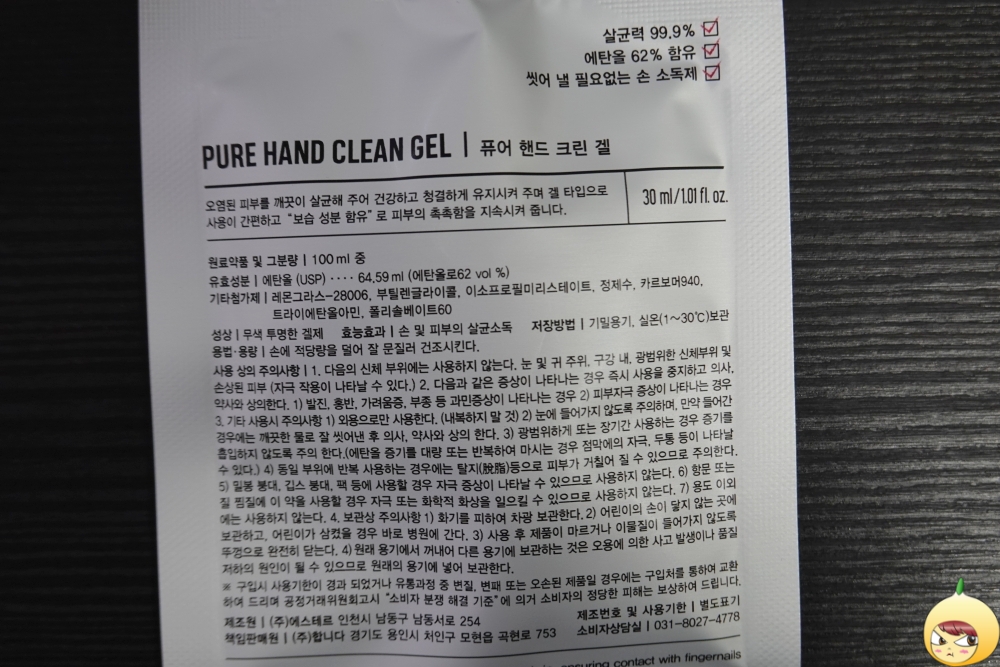 살균력 99.9%
에탄올 62% 함유
씻어 낼 필요없는 손 소독제
PURE HAND CLEAN GEL | 퓨어 핸드 크린 겔
오염된 피부를 깨끗이 살균해 주어 건강하고 청결하게 유지시켜 주며 겔 타입으로
사용이 간편하고 “보습 성분 함유” 로 피부의 촉촉함을 지속시켜 줍니다.
30 ml/1.01 fl. oz.
원료약품 및 그분량 | 100 ml 중
유효성분 | 에탄올 (USP) ···· 64.59 ml (에탄올로62 vol %)
기타첨가제 | 레몬그라스-28006, 부틸렌글라이콜, 이소프로필미리스테이트, 정제수, 카르보머940,
트라이에탄올아민, 폴리솔베이트60
성상 | 무색 투명한 겔제 효능효과 | 손 및 피부의 살균소독 저장방법 | 기밀용기, 실온(1~30℃)보관
용법·용량 | 손에 적당량을 덜어 잘 문질러 건조시킨다.
사용 상의 주의사항 | 1. 다음의 신체 부위에는 사용하지 않는다. 눈 및 귀 주위, 구강 내, 광범위한 신체부위 및
손상된 피부 (자극 작용이 나타날 수 있다.) 2. 다음과 같은 증상이 나타나는 경우 즉시 사용을 중지하고 의사,
약사와 상의한다. 1) 발진, 홍반, 가려움증, 부종 등 과민증상이 나타나는 경우 2) 피부자극 증상이 나타나는 경우
3. 기타 사용시 주의사항 1) 외용으로만 사용한다. (내복하지 말 것) 2) 눈에 들어가지 않도록 주의하며, 만약 들어간
경우에는 깨끗한 물로 잘 씻어낸 후 의사, 약사와 상의 한다. 3) 광범위하게 또는 장기간 사용하는 경우 증기를
흡입하지 않도록 주의 한다.(에탄올 증기를 대량 또는 반복하여 마시는 경우 점막에의 자극, 두통 등이 나타날
수 있다.) 4) 동일 부위에 반복 사용하는 경우에는 탈지(脫脂)등으로 피부가 거칠어 질 수 있으므로 주의한다.
5) 밀봉 붕대, 깁스 붕대, 팩 등에 사용할 경우 자극 증상이 나타날 수 있으므로 사용하지 않는다. 6) 항문 또는
질 찜질에 이 약을 사용할 경우 자극 또는 화학적 화상을 일으킬 수 있으므로 사용하지 않는다. 7) 용도 이외
에는 사용하지 않는다. 4. 보관상 주의사항 1) 화기를 피하여 차광 보관한다. 2) 어린이의 손이 닿지 않는 곳에
보관하고, 어린이가 삼켰을 경우 바로 병원에 간다. 3) 사용 후 제품이 마르거나 이물질이 들어가지 않도록
뚜껑으로 완전히 닫는다. 4) 원래 용기에서 꺼내어 다른 용기에 보관하는 것은 오용에 의한 사고 발생이나 품질
저하의 원인이 될 수 있으므로 원래의 용기에 넣어 보관한다.
※ 구입시 사용기한이 경과 되었거나 유통과정 중 변질, 변패 또는 오손된 제품일 경우에는 구입처를 통하여 교환
하여 드리며 공정거래위원회고시 “소비자 분쟁 해결 기준”에 의거 소비자의 정당한 피해는 보상하여 드립니다.
제조원 | (주)에스테르 인천시 남동구 남동서로 254 제조번호 및 사용기한 | 별도표기
책임판매원 | (주)합니다 경기도 용인시 처인구 모현읍 곡현로 753 소비자상담실 | 031-8027-4778
ensuring contact with fingernails